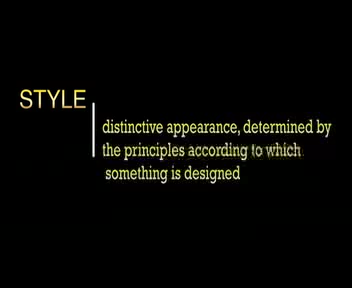 STYLE
distinctive appearance, determined by
the principles according to which
something is designed